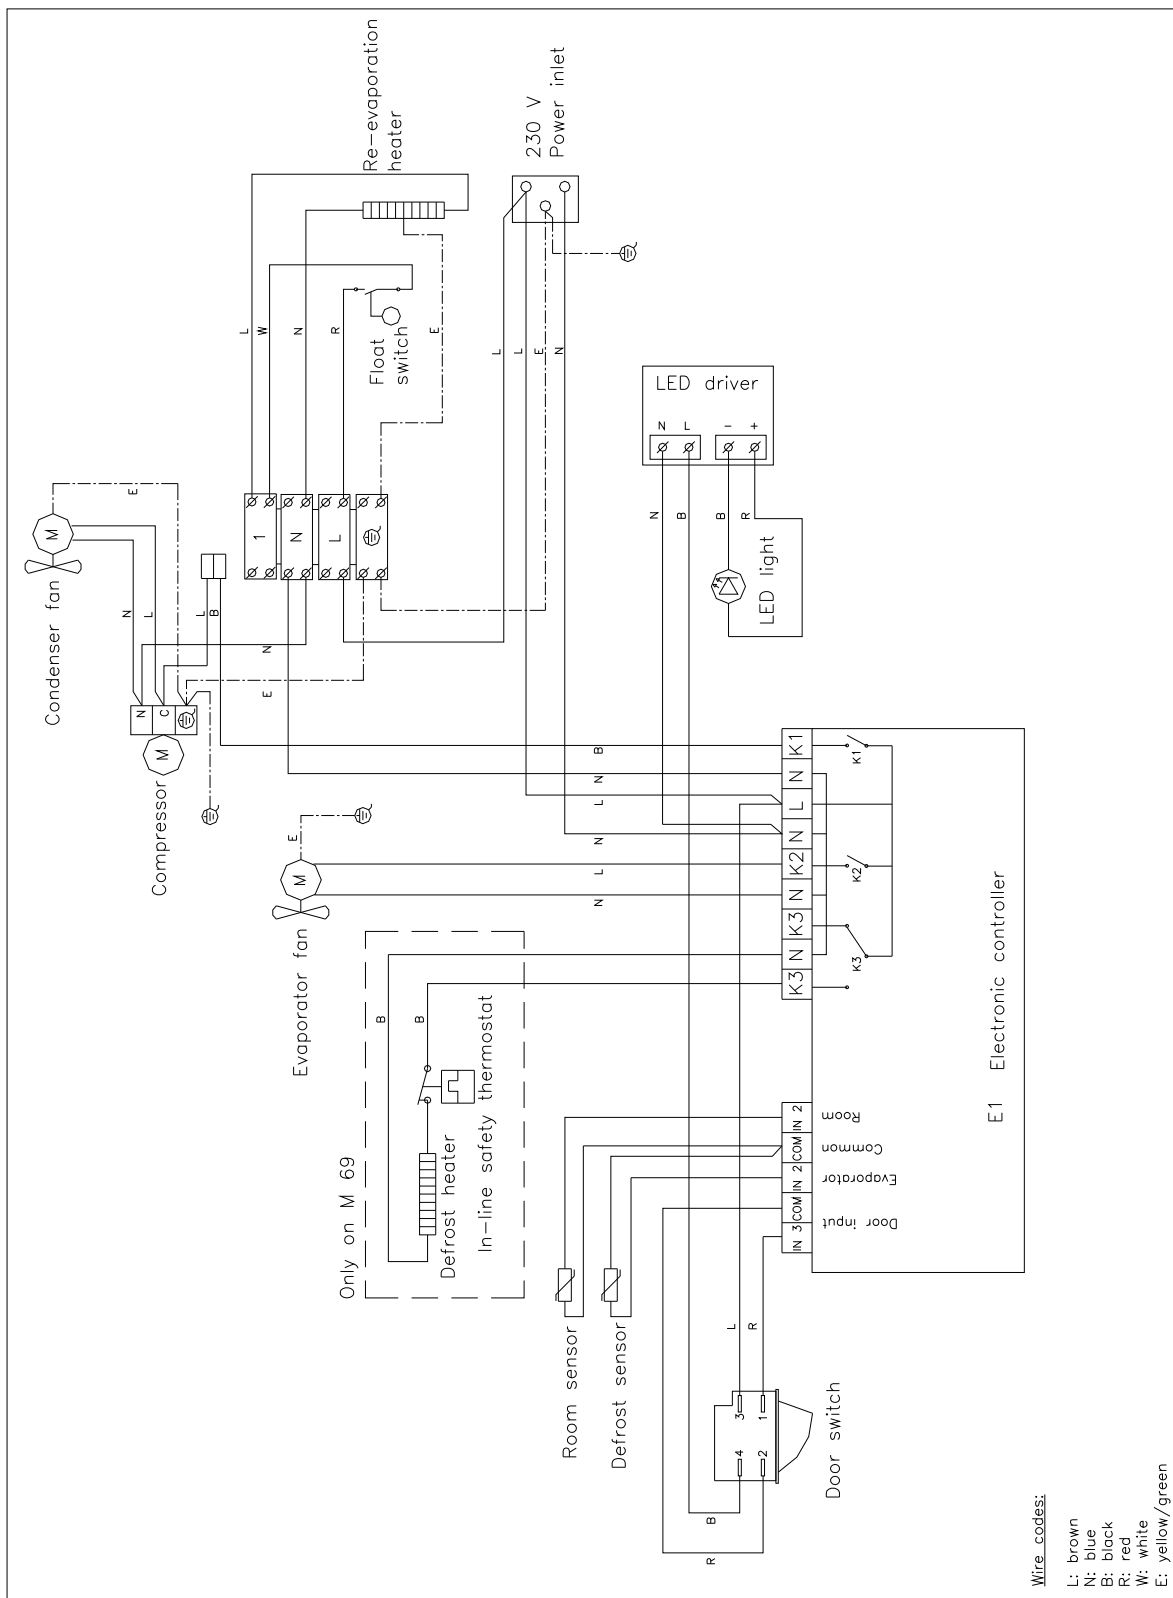 Re-evaporation
heater
230 V
Power inlet
Float
switch
L
W
N
R
E
L
L
E
N
LED driver
N
L
-
+
N
B
B
R
LED light
Condenser fan
M
E
N
L
L
B
N
E
1
N
L
N
C
M
Compressor
B
N
L
N
L
N
Evaporator fan
M
E
Only on M 69
B
B
Defrost heater
In-line safety thermostat
K3
N
K3
N
K2
N
L
N
K1
K3
K2
K1
E1 Electronic controller
IN 3
COM
IN 2
COM
IN 2
Door input
Evaporator
Common
Room
Room sensor
Defrost sensor
L
R
3
1
4
2
B
R
Door switch
Wire codes:
L: brown
N: blue
B: black
R: red
W: white
E: yellow/green